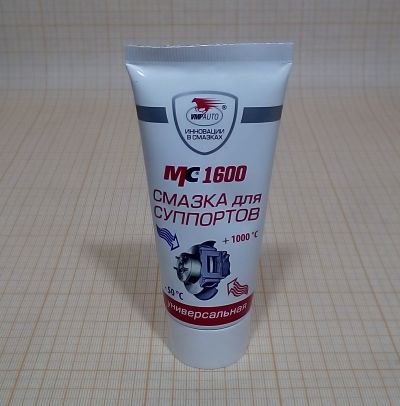 VMPAUTO
ИННОВАЦИИ
В СМАЗКАХ
МС 1600
СМАЗКА для
СУППОРТОВ
+ 1000 °С
- 50 °С
универсальная